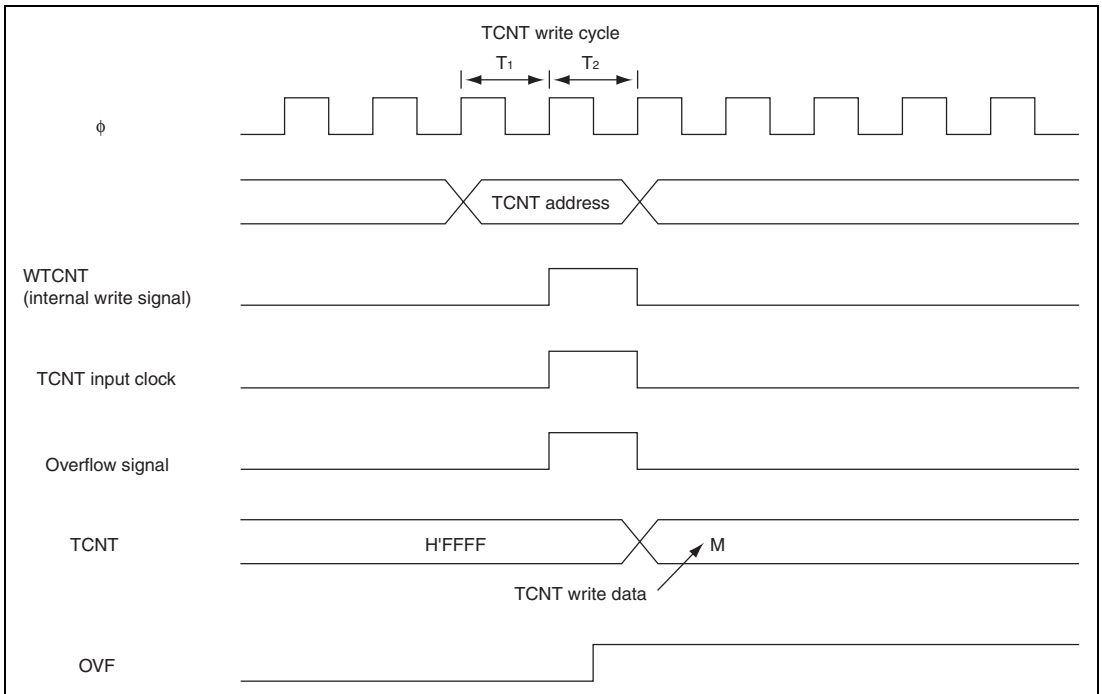 TCNT write cycle
T1 T2
ϕ
TCNT address
WTCNT
(internal write signal)
TCNT input clock
Overflow signal
TCNT H'FFFF M
TCNT write data
OVF